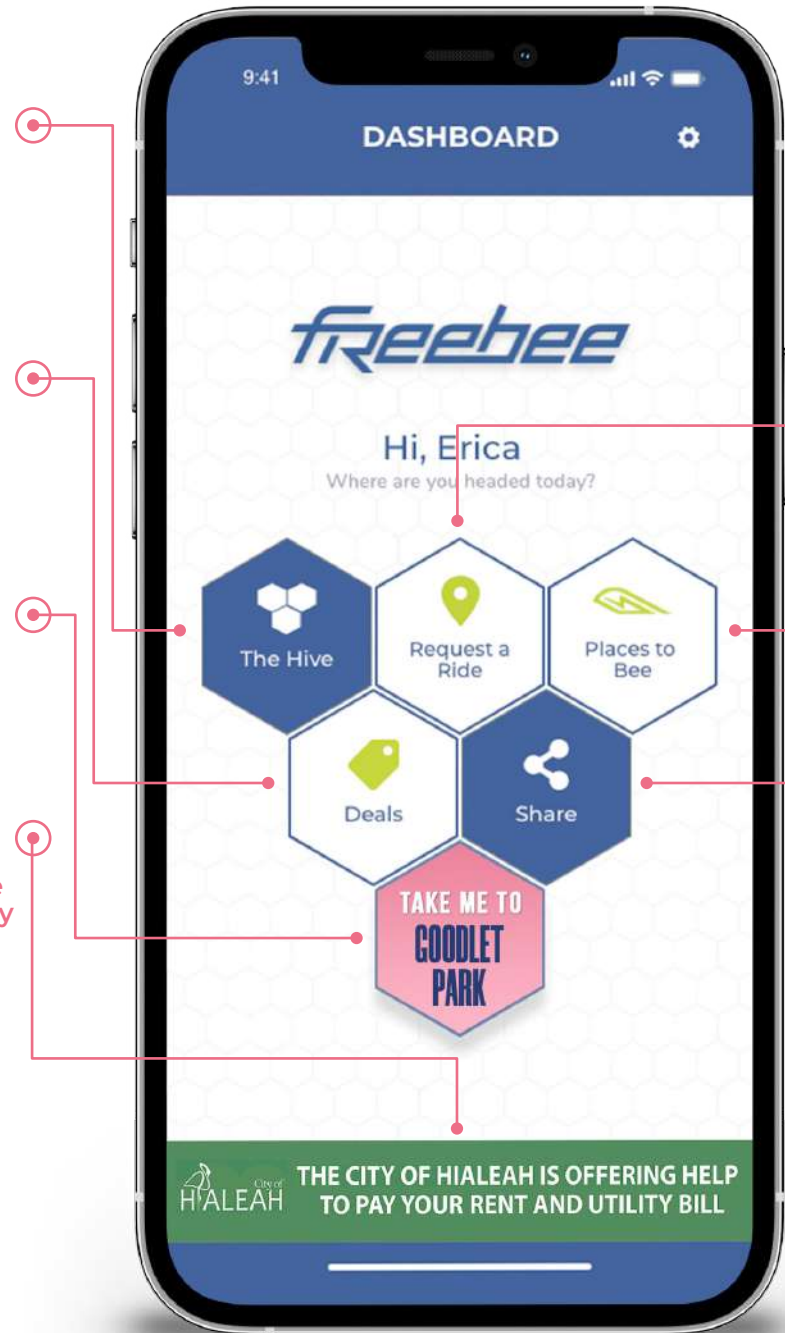 9:41
DASHBOARD
freebee
Hi, Erica
Where are you headed today?
The Hive
Request a
Ride
Places to
Bee
Deals
Share
TAKE ME TO
GOODLET
PARK
e
y
City of
HIALEAH
THE CITY OF HIALEAH IS OFFERING HELP
TO PAY YOUR RENT AND UTILITY BILL